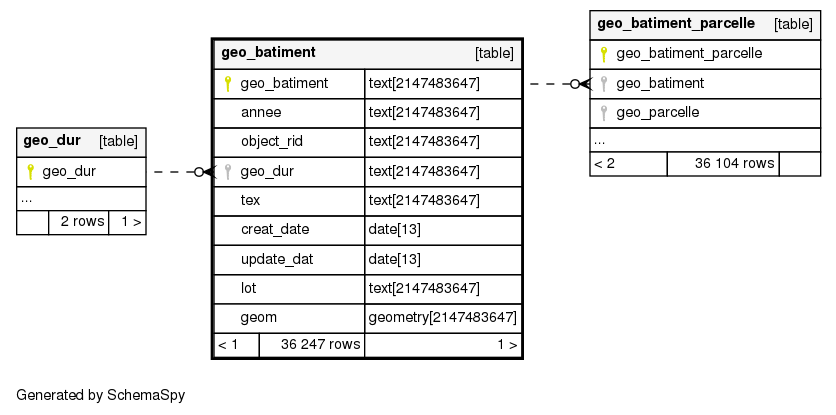 geo_batiment_parcelle [table]
geo_batiment_parcelle
geo_batiment
geo_parcelle
...
< 2 36 104 rows
geo_batiment [table]
geo_batiment text[2147483647]
annee text[2147483647]
object_rid text[2147483647]
geo_dur text[2147483647]
tex text[2147483647]
creat_date date[13]
update_dat date[13]
lot text[2147483647]
geom geometry[2147483647]
< 1 36 247 rows 1 >
geo_dur [table]
geo_dur
...
2 rows 1 >
Generated by SchemaSpy